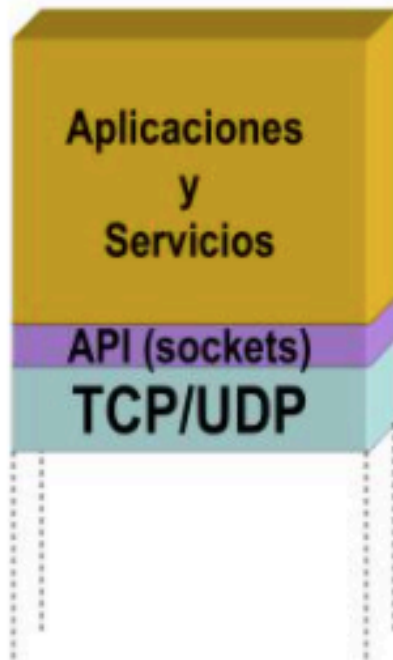 Aplicaciones
y
Servicios
API (sockets)
TCP/UDP